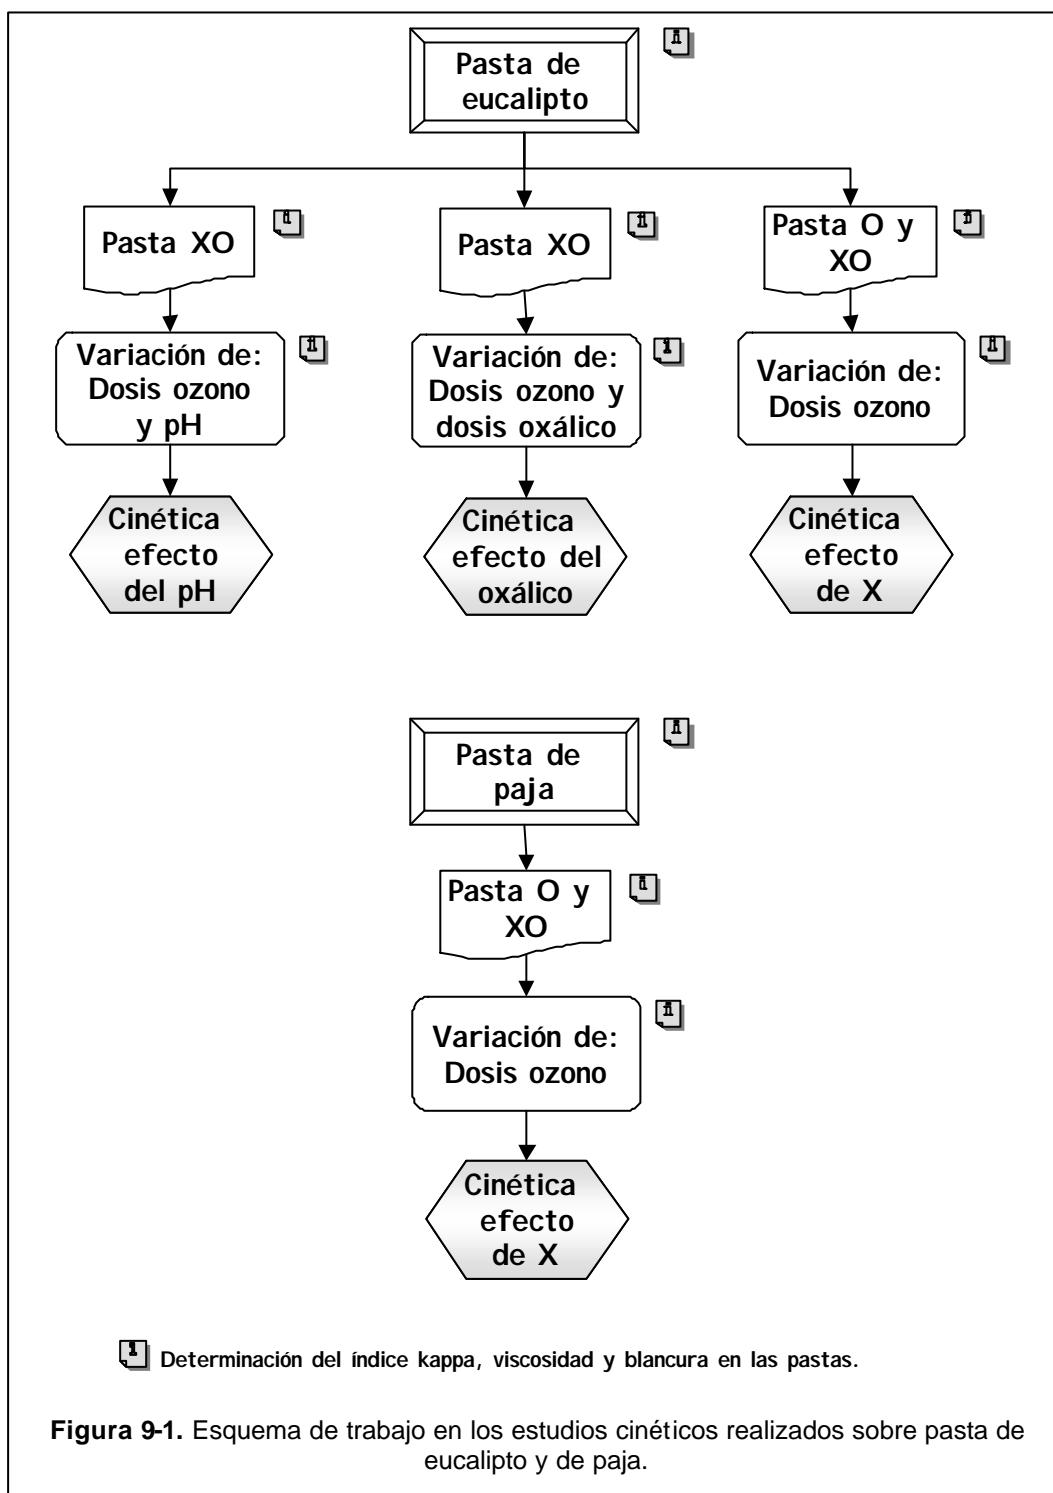 Pasta de
eucalipto
Pasta XO
Pasta XO
Pasta O y
XO
Variación de:
Dosis ozono
y pH
Variación de:
Dosis ozono y
dosis oxálico
Variación de:
Dosis ozono
Cinética
efecto
del pH
Cinética
efecto del
oxálico
Cinética
efecto
de X
Pasta de
paja
Pasta O y
XO
Variación de:
Dosis ozono
Cinética
efecto
de X
Determinación del índice kappa, viscosidad y blancura en las pastas.
Figura 9-1. Esquema de trabajo en los estudios cinéticos realizados sobre pasta de
eucalipto y de paja.